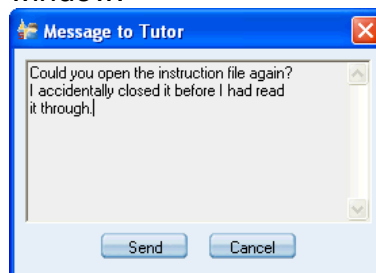 Message to Tutor
Could you open the instruction file again?
I accidentally closed it before I had read
it through.
Send
Cancel